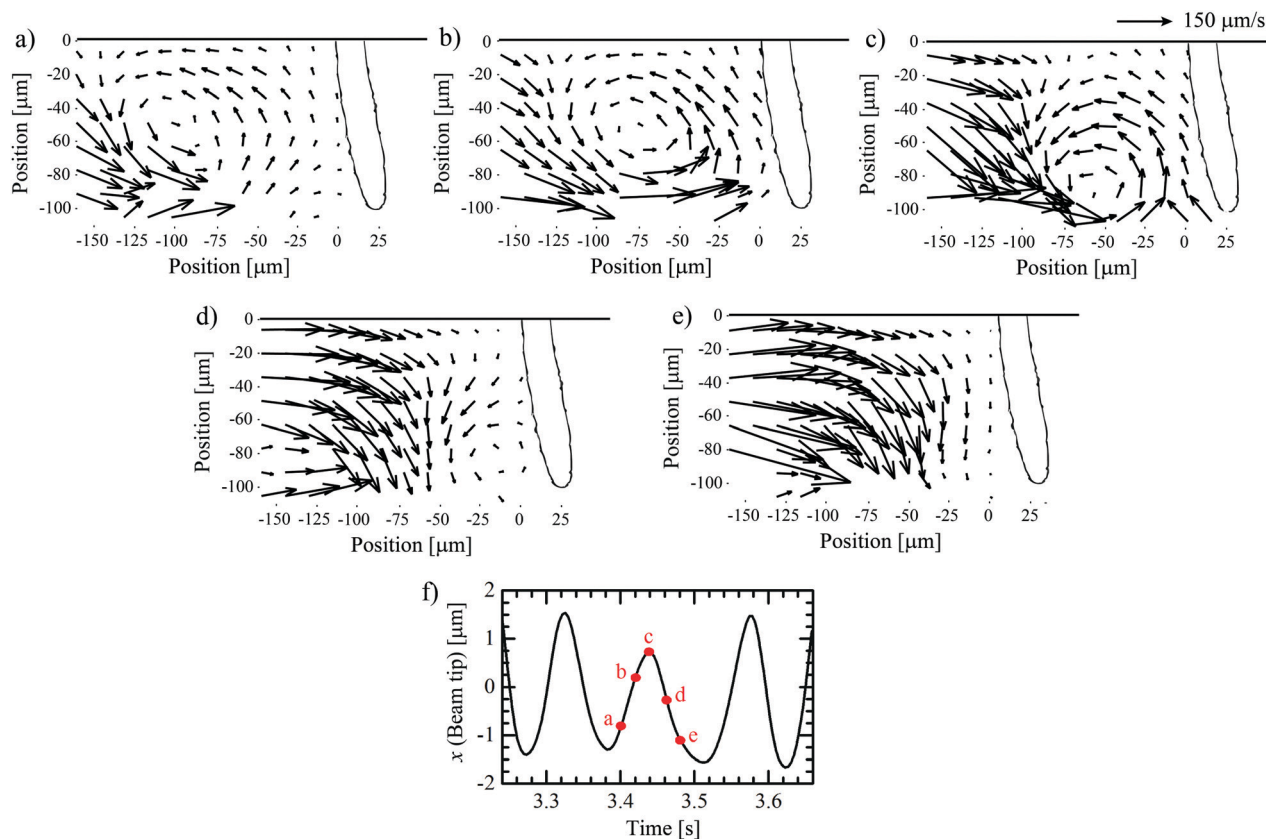 150 μm/s
a)
0
-20
-40
-60
-80
-100
Position [μm]
-150 -125 -100 -75 -50 -25 0 25
Position [μm]
b)
0
-20
-40
-60
-80
-100
Position [μm]
-150 -125 -100 -75 -50 -25 0 25
Position [μm]
c)
0
-20
-40
-60
-80
-100
Position [μm]
-150 -125 -100 -75 -50 -25 0 25
Position [μm]
d)
0
-20
-40
-60
-80
-100
Position [μm]
-150 -125 -100 -75 -50 -25 0 25
Position [μm]
e)
0
-20
-40
-60
-80
-100
Position [μm]
-150 -125 -100 -75 -50 -25 0 25
Position [μm]
f)
2
1
0
-1
-2
x (Beam tip) [μm]
a
b
c
d
e
3.3 3.4 3.5 3.6
Time [s]